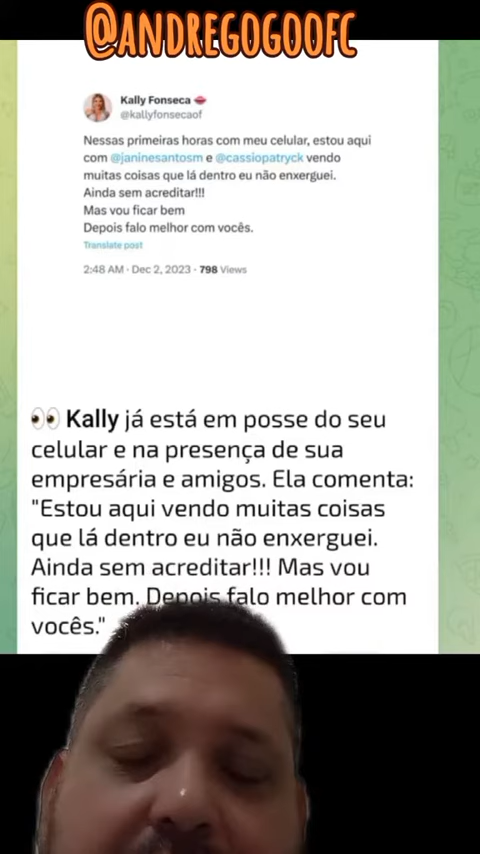 @ANDREGOGOOFC
Kally Fonseca 👄
@kallyfonsecaof
Nessas primeiras horas com meu celular, estou aqui
com @janinesantosm e @cassiopatryck vendo
muitas coisas que lá dentro eu não enxerguei.
Ainda sem acreditar!!!
Mas vou ficar bem
Depois falo melhor com vocês.
Translate post
2:48 AM · Dec 2, 2023 · 798 Views
👀 Kally já está em posse do seu
celular e na presença de sua
empresária e amigos. Ela comenta:
"Estou aqui vendo muitas coisas
que lá dentro eu não enxerguei.
Ainda sem acreditar!!! Mas vou
ficar bem. Depois falo melhor com
vocês."